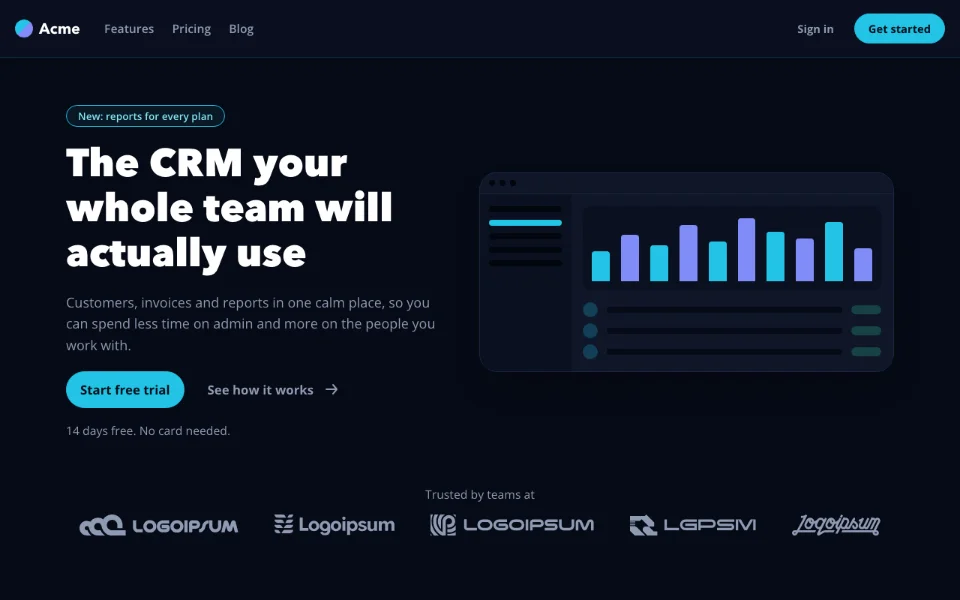 Acme
Features
Pricing
Blog
Sign in
Get started
New: reports for every plan
The CRM your
whole team will
actually use
Customers, invoices and reports in one calm place, so you
can spend less time on admin and more on the people you
work with.
Start free trial
See how it works
14 days free. No card needed.
Trusted by teams at
LOGOIPSUM
Logoipsum
LOGOIPSUM
LGPSM
logoipsum